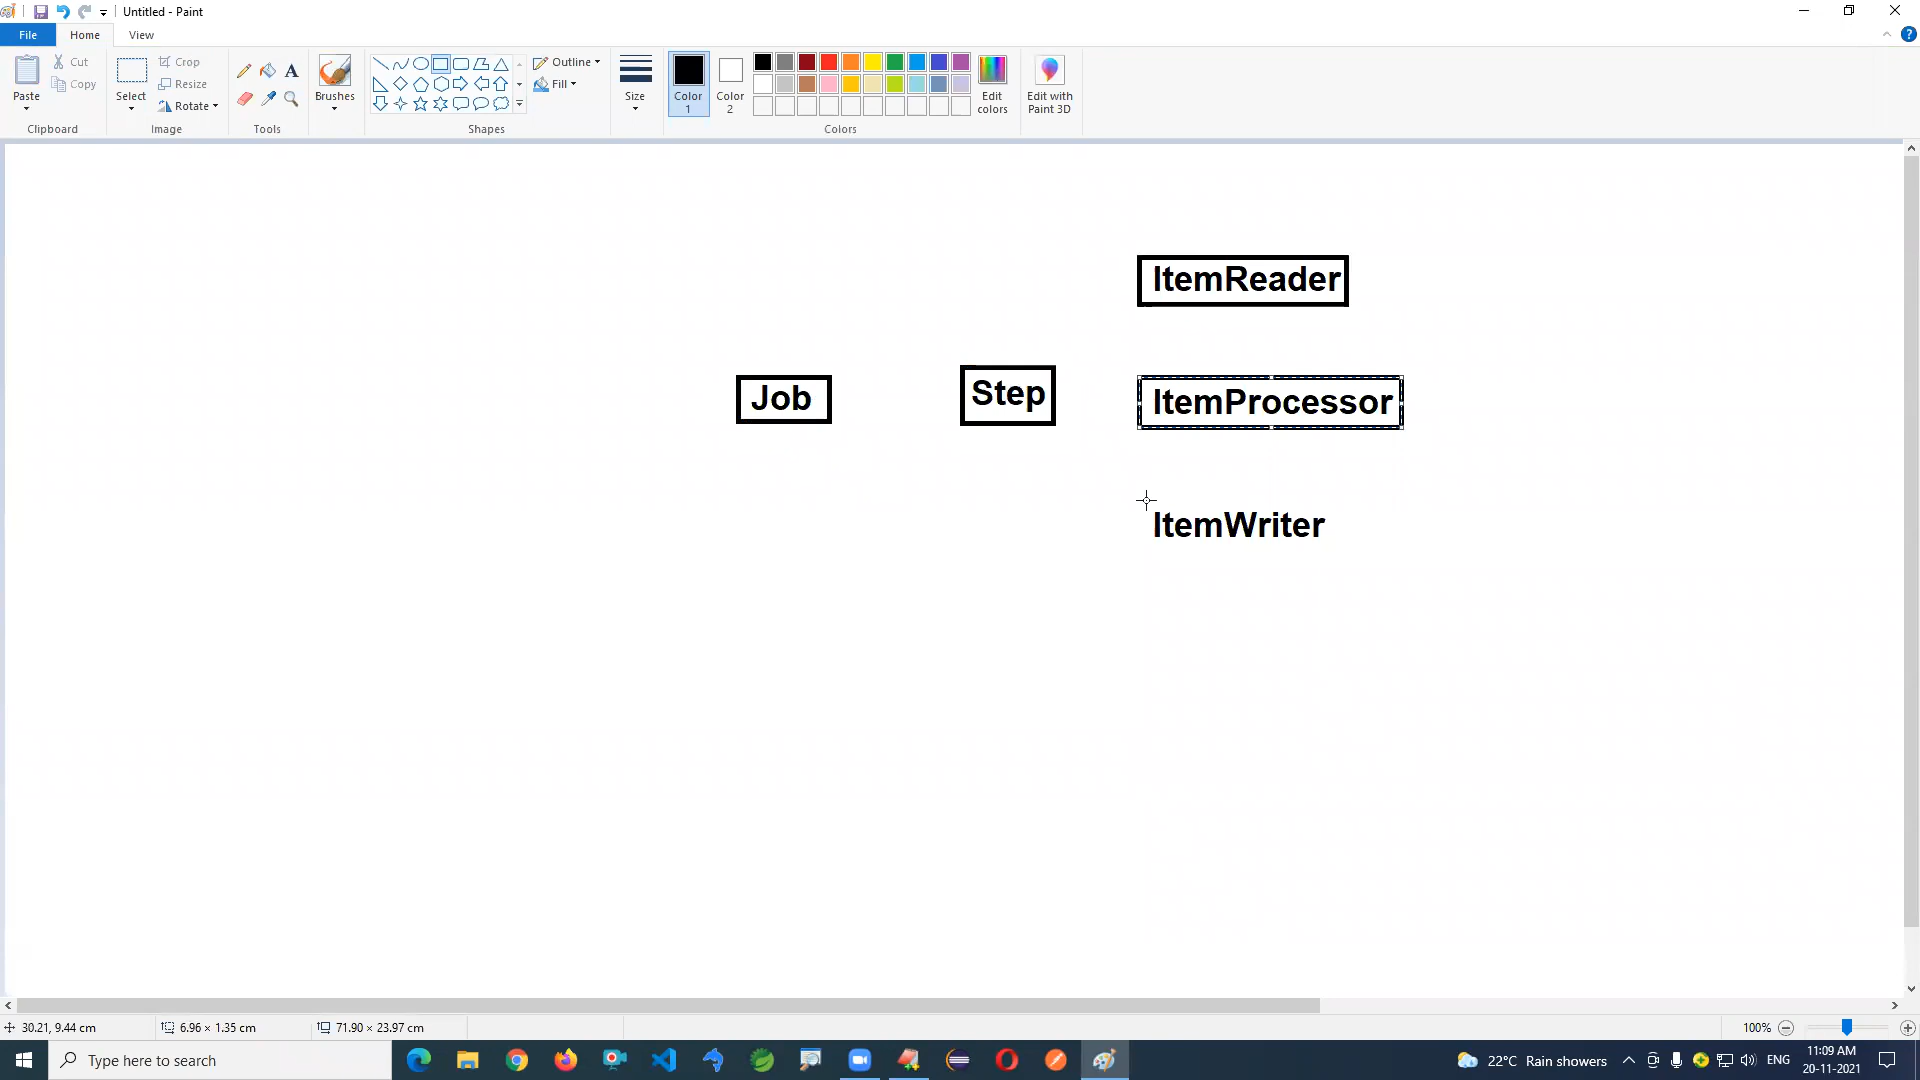 Untitled - Paint
File
Home
View
Paste
Cut
Copy
Clipboard
Select
Crop
Resize
Rotate
Image
A
Tools
Brushes
Outline
Fill
Shapes
Size
Color 1
Color 2
Edit colors
Colors
Edit with Paint 3D
ItemReader
Job
Step
ItemProcessor
ItemWriter
30.21, 9.44 cm
6.96 × 1.35 cm
71.90 × 23.97 cm
100%
Type here to search
22°C Rain showers
ENG
11:09 AM
20-11-2021